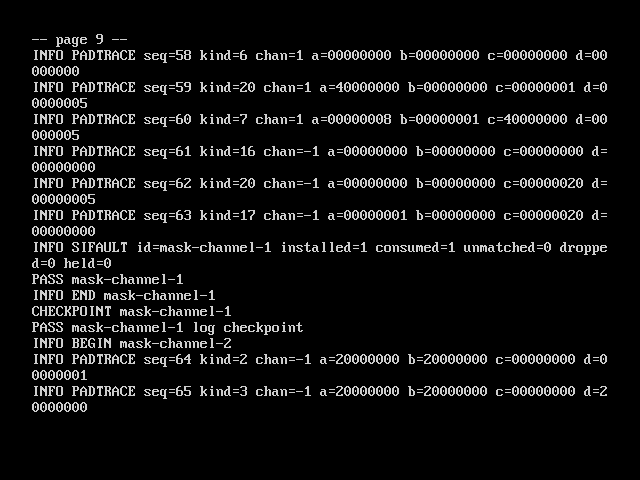 -- page 9 --
INFO PADTRACE seq=58 kind=6 chan=1 a=00000000 b=00000000 c=00000000 d=00
000000
INFO PADTRACE seq=59 kind=20 chan=1 a=40000000 b=00000000 c=00000001 d=0
0000005
INFO PADTRACE seq=60 kind=7 chan=1 a=00000008 b=00000001 c=40000000 d=00
000005
INFO PADTRACE seq=61 kind=16 chan=-1 a=00000000 b=00000000 c=00000000 d=
00000000
INFO PADTRACE seq=62 kind=20 chan=-1 a=00000000 b=00000000 c=00000020 d=
00000005
INFO PADTRACE seq=63 kind=17 chan=-1 a=00000001 b=00000000 c=00000020 d=
00000000
INFO SIFAULT id=mask-channel-1 installed=1 consumed=1 unmatched=0 droppe
d=0 held=0
PASS mask-channel-1
INFO END mask-channel-1
CHECKPOINT mask-channel-1
PASS mask-channel-1 log checkpoint
INFO BEGIN mask-channel-2
INFO PADTRACE seq=64 kind=2 chan=-1 a=20000000 b=20000000 c=00000000 d=0
0000001
INFO PADTRACE seq=65 kind=3 chan=-1 a=20000000 b=20000000 c=00000000 d=2
0000000